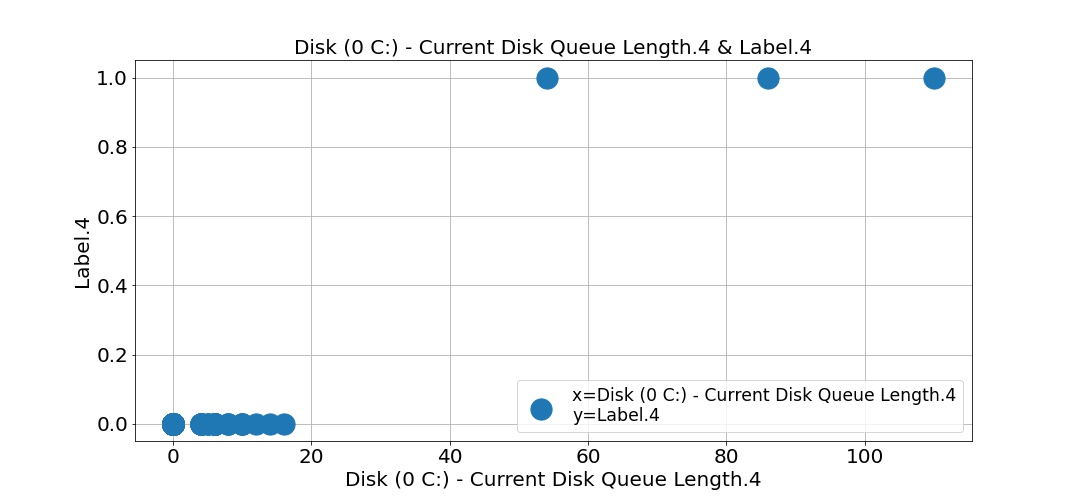 Disk (0 C:) - Current Disk Queue Length.4 & Label.4
1.0
0.8
0.6
0.4
0.2
0.0
Label.4
x=Disk (0 C:) - Current Disk Queue Length.4
y=Label.4
0 20 40 60 80 100
Disk (0 C:) - Current Disk Queue Length.4